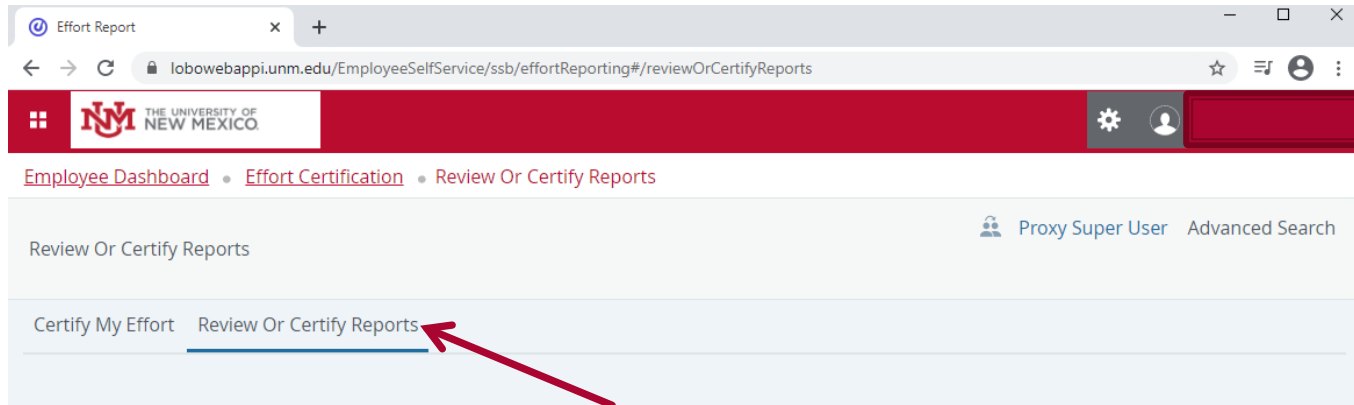 Effort Report
lobowebappi.unm.edu/EmployeeSelfService/ssb/effortReporting#/reviewOrCertifyReports
NM THE UNIVERSITY OF
NEW MEXICO.
Employee Dashboard • Effort Certification • Review Or Certify Reports
Proxy Super User Advanced Search
Review Or Certify Reports
Certify My Effort Review Or Certify Reports